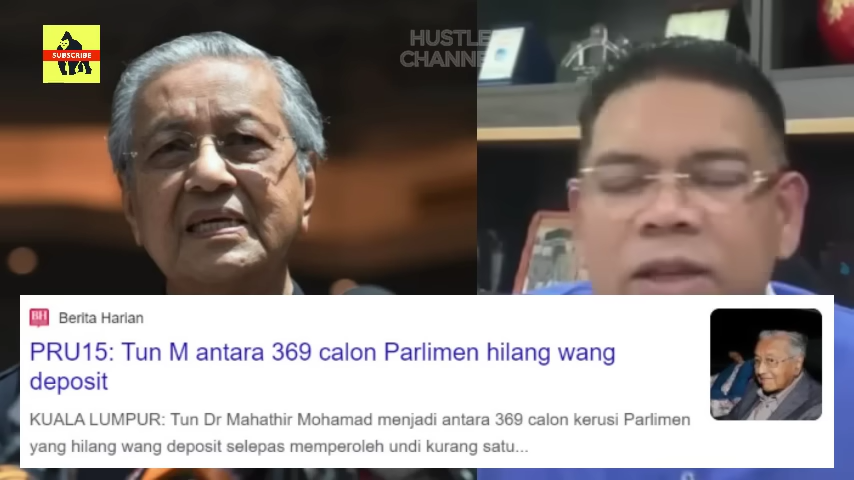 SUBSCRIBE
HUSTLE
CHANNE
BH
Berita Harian
PRU15: Tun M antara 369 calon Parlimen hilang wang
deposit
KUALA LUMPUR: Tun Dr Mahathir Mohamad menjadi antara 369 calon kerusi Parlimen
yang hilang wang deposit selepas memperoleh undi kurang satu...